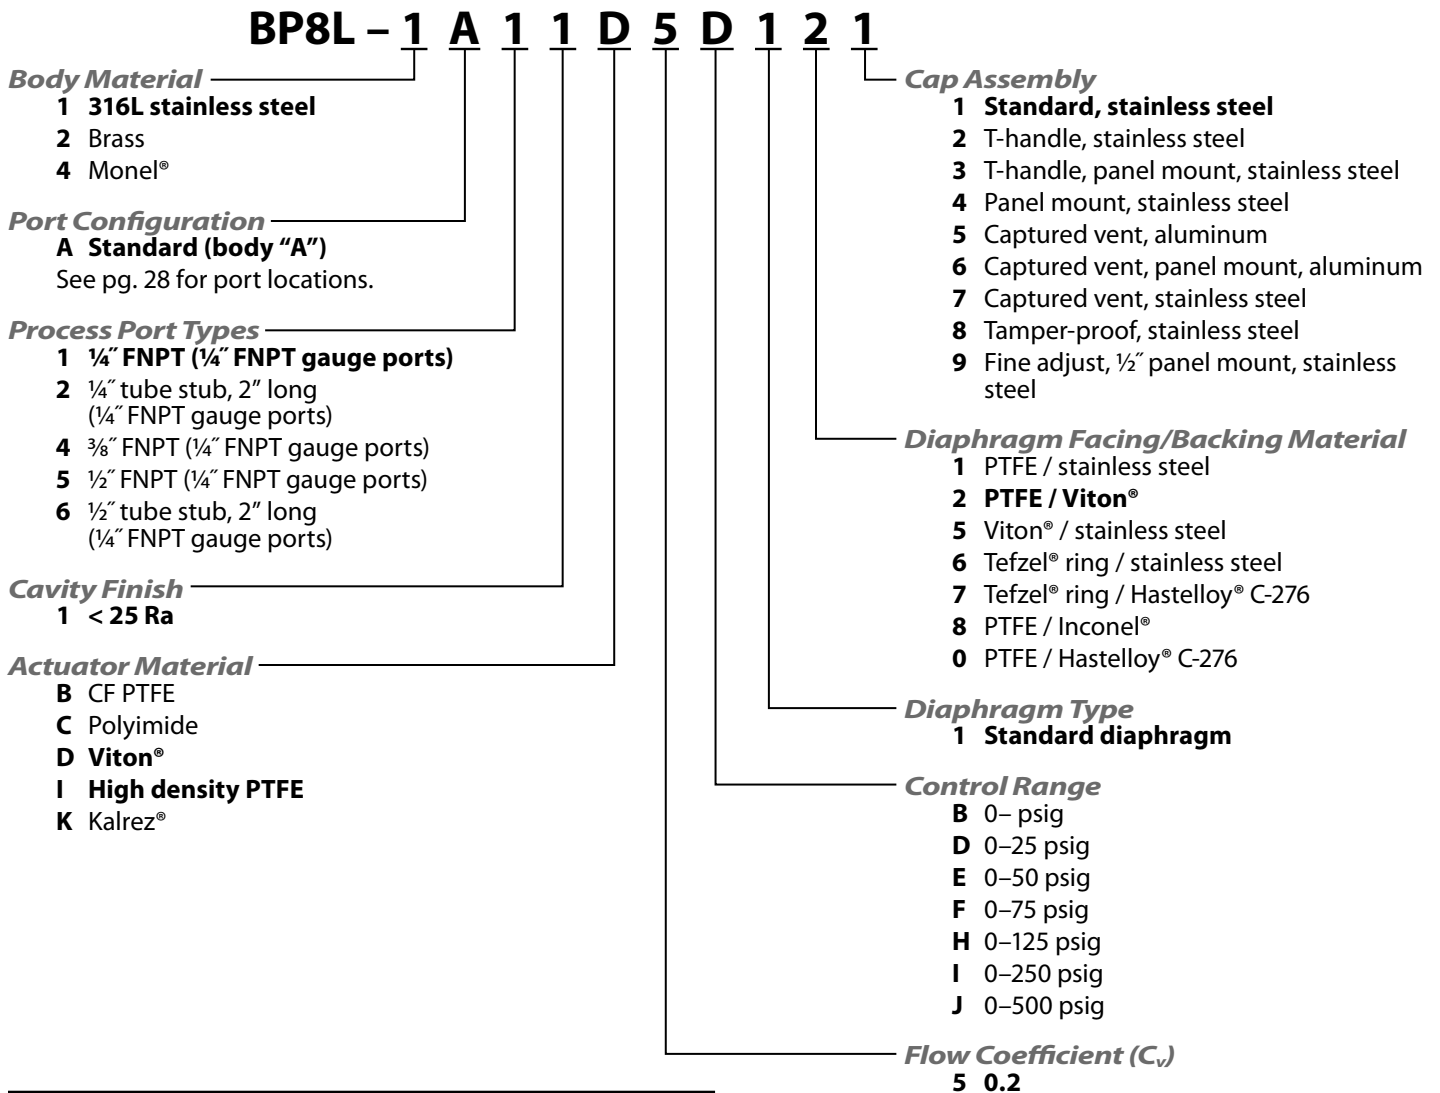 BP8L – 1 A 1 1 D 5 D 1 2 1
Body Material
1 316L stainless steel
2 Brass
4 Monel®
Port Configuration
A Standard (body “A”)
See pg. 28 for port locations.
Process Port Types
1 ¼˝ FNPT (¼˝ FNPT gauge ports)
2 ¼˝ tube stub, 2” long
(¼˝ FNPT gauge ports)
4 ⅜˝ FNPT (¼˝ FNPT gauge ports)
5 ½˝ FNPT (¼˝ FNPT gauge ports)
6 ½˝ tube stub, 2” long
(¼˝ FNPT gauge ports)
Cavity Finish
1 < 25 Ra
Actuator Material
B CF PTFE
C Polyimide
D Viton®
I High density PTFE
K Kalrez®
Cap Assembly
1 Standard, stainless steel
2 T-handle, stainless steel
3 T-handle, panel mount, stainless steel
4 Panel mount, stainless steel
5 Captured vent, aluminum
6 Captured vent, panel mount, aluminum
7 Captured vent, stainless steel
8 Tamper-proof, stainless steel
9 Fine adjust, ½˝ panel mount, stainless
steel
Diaphragm Facing/Backing Material
1 PTFE / stainless steel
2 PTFE / Viton®
5 Viton® / stainless steel
6 Tefzel® ring / stainless steel
7 Tefzel® ring / Hastelloy® C-276
8 PTFE / Inconel®
0 PTFE / Hastelloy® C-276
Diaphragm Type
1 Standard diaphragm
Control Range
B 0– psig
D 0–25 psig
E 0–50 psig
F 0–75 psig
H 0–125 psig
I 0–250 psig
J 0–500 psig
Flow Coefficient (Cv)
5 0.2